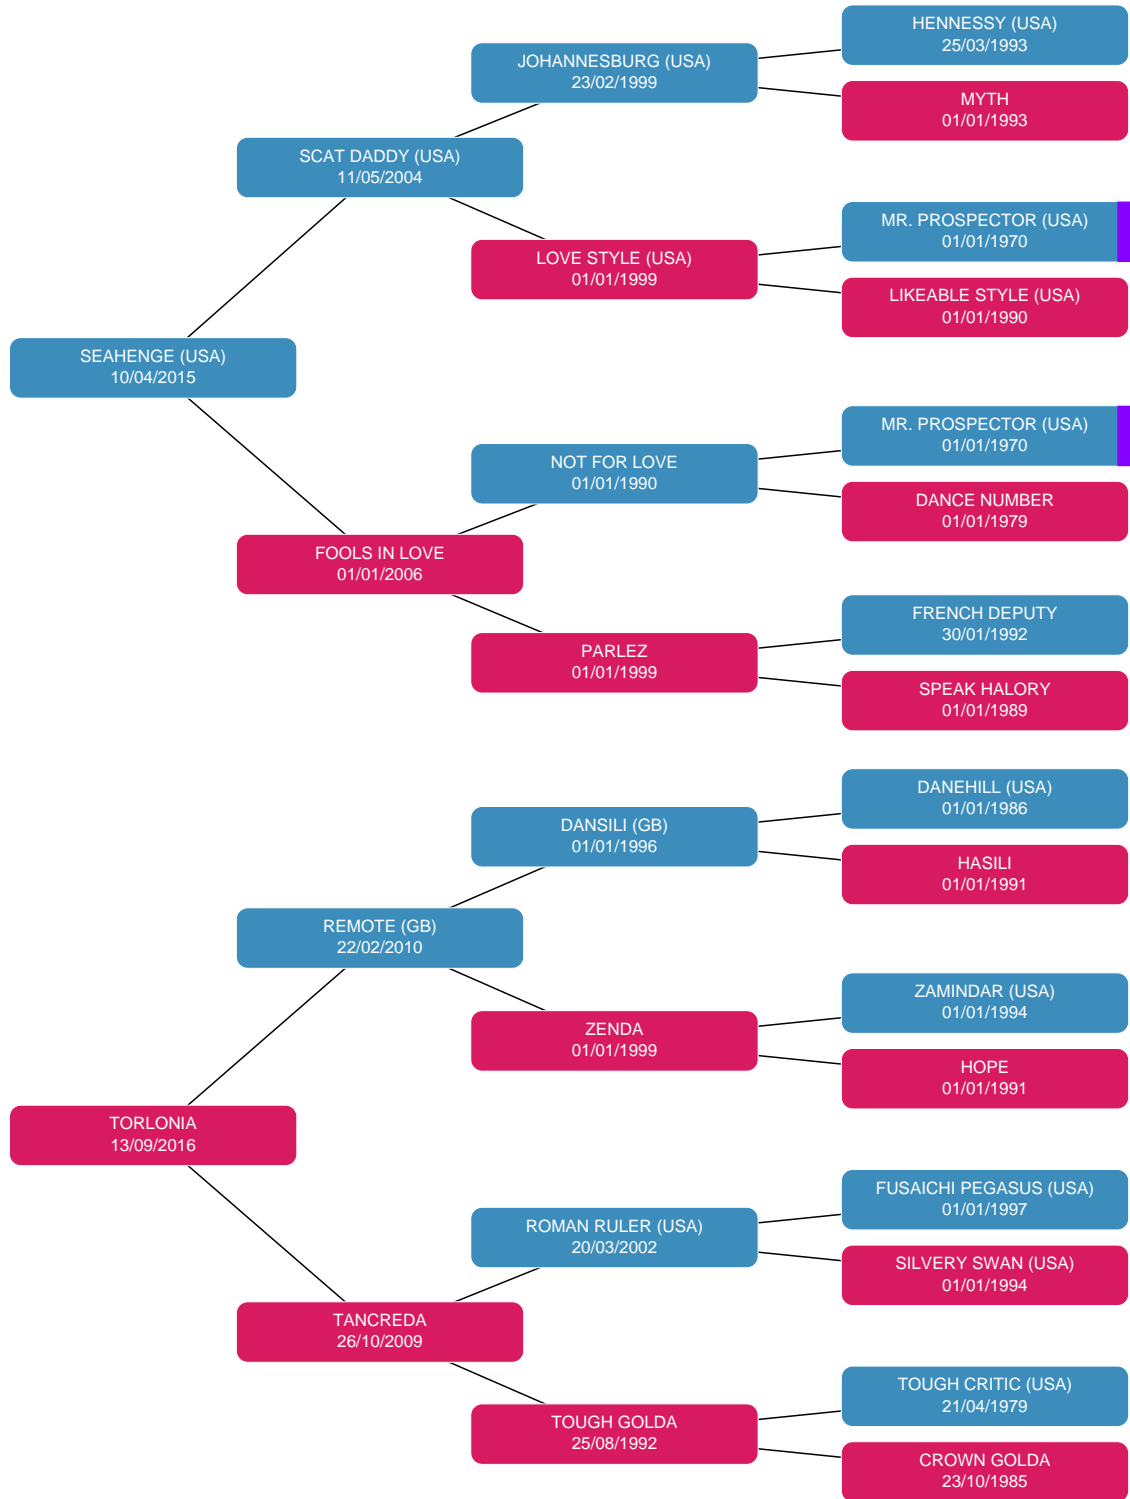 HENNESSY (USA)
25/03/1993
JOHANNESBURG (USA)
23/02/1999
MYTH
01/01/1993
SCAT DADDY (USA)
11/05/2004
MR. PROSPECTOR (USA)
01/01/1970
LOVE STYLE (USA)
01/01/1999
LIKEABLE STYLE (USA)
01/01/1990
SEAHENGE (USA)
10/04/2015
MR. PROSPECTOR (USA)
01/01/1970
NOT FOR LOVE
01/01/1990
DANCE NUMBER
01/01/1979
FOOLS IN LOVE
01/01/2006
FRENCH DEPUTY
30/01/1992
PARLEZ
01/01/1999
SPEAK HALORY
01/01/1989
DANEHILL (USA)
01/01/1986
DANSILI (GB)
01/01/1996
HASILI
01/01/1991
REMOTE (GB)
22/02/2010
ZAMINDAR (USA)
01/01/1994
ZENDA
01/01/1999
HOPE
01/01/1991
TORLONIA
13/09/2016
FUSAICHI PEGASUS (USA)
01/01/1997
ROMAN RULER (USA)
20/03/2002
SILVERY SWAN (USA)
01/01/1994
TANCREDA
26/10/2009
TOUGH CRITIC (USA)
21/04/1979
TOUGH GOLDA
25/08/1992
CROWN GOLDA
23/10/1985